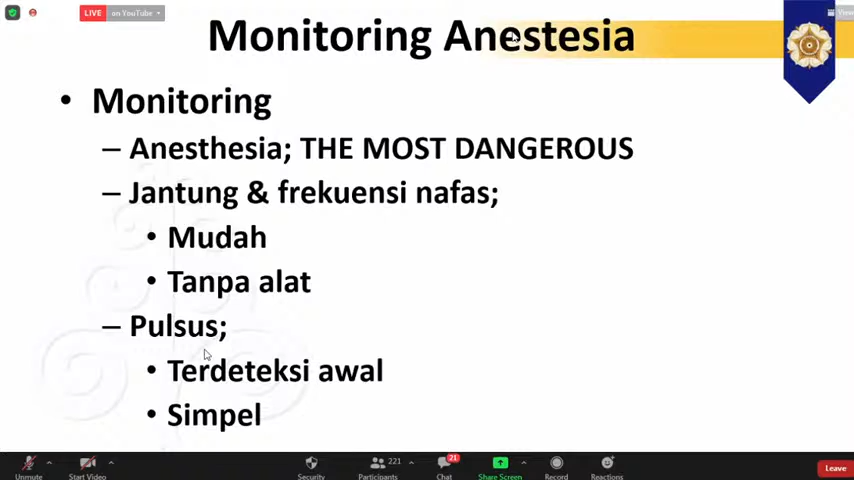 LIVE on YouTube
View
Monitoring Anestesia
• Monitoring
– Anesthesia; THE MOST DANGEROUS
– Jantung & frekuensi nafas;
• Mudah
• Tanpa alat
– Pulsus;
• Terdeteksi awal
• Simpel
21
221
Unmute Start Video Security Participants Chat Share Screen Record Reactions Leave